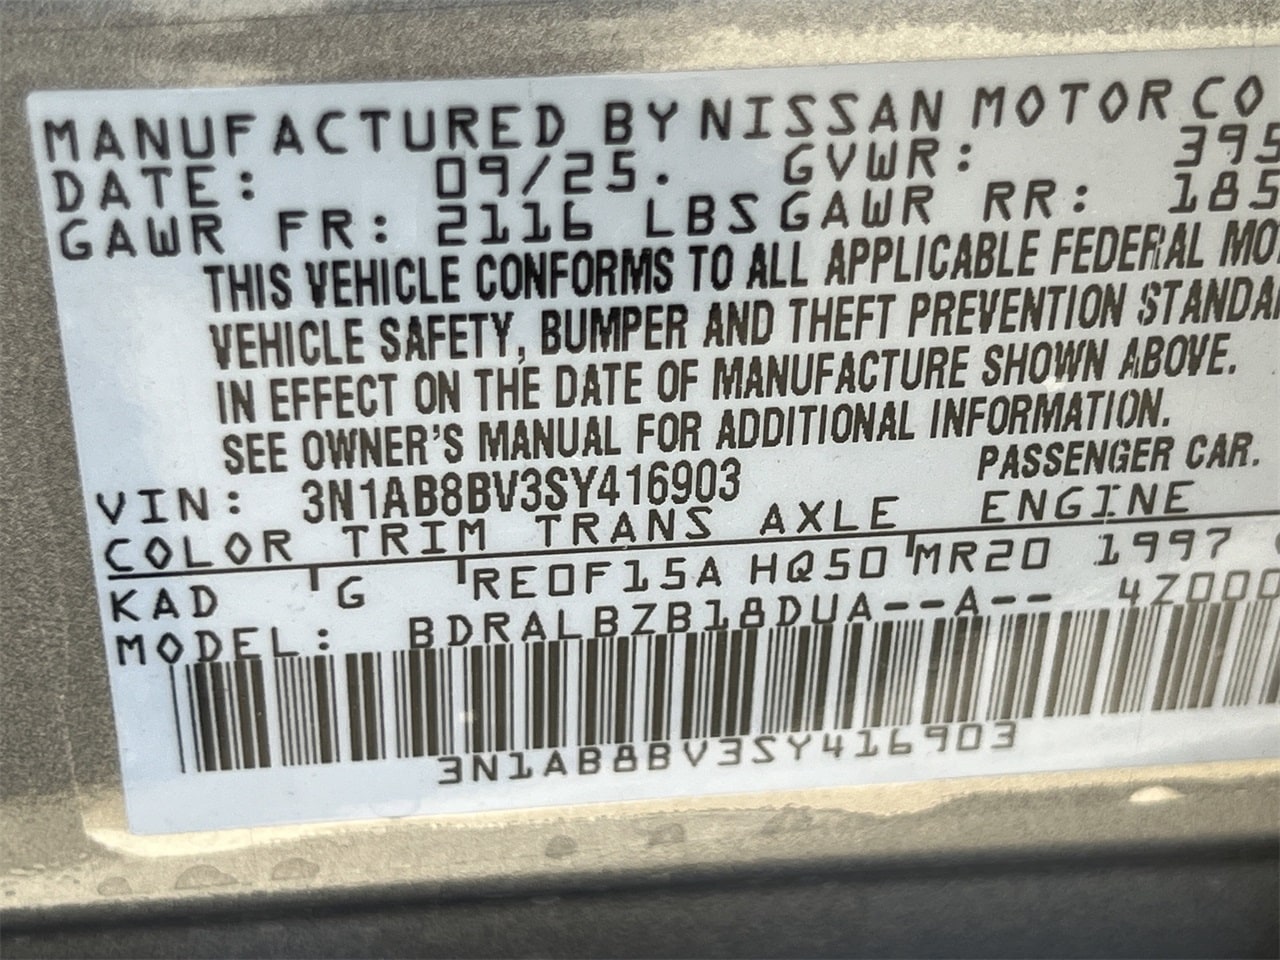 MANUFACTURED BY NISSAN MOTOR CO
DATE: 09/25. GVWR: 395
GAWR FR: 2116 LBS GAWR RR: 185
THIS VEHICLE CONFORMS TO ALL APPLICABLE FEDERAL MO
VEHICLE SAFETY, BUMPER AND THEFT PREVENTION STANDA
IN EFFECT ON THE DATE OF MANUFACTURE SHOWN ABOVE.
SEE OWNER'S MANUAL FOR ADDITIONAL INFORMATION.
VIN: 3N1AB8BV3SY416903 PASSENGER CAR.
COLOR TRIM TRANS AXLE ENGINE
KAD G RE0F15A HQ50 MR20 1997
MODEL: BDRALBZB18DUA--A-- 4Z000
3N1AB8BV3SY416903